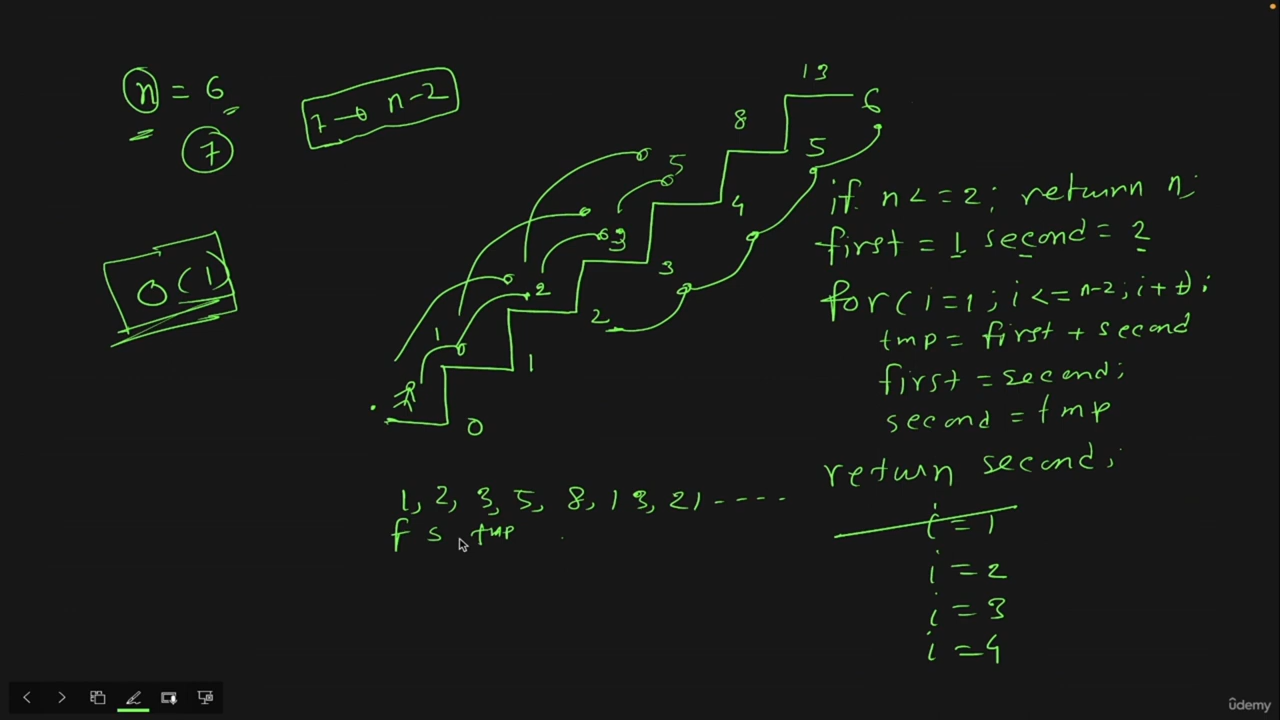 n = 6
7
7 → n-2
O(1)
13
6
8
5
5
4
3
3
2
2
1
1
0
if n <= 2; return n;
first = 1 second = 2
for(i=1; i<=n-2; i++);
tmp = first + second
first = second;
second = tmp
return second;
1, 2, 3, 5, 8, 13, 21 - - - -
f s tmp
i = 1
i = 2
i = 3
i = 4
ûdemy